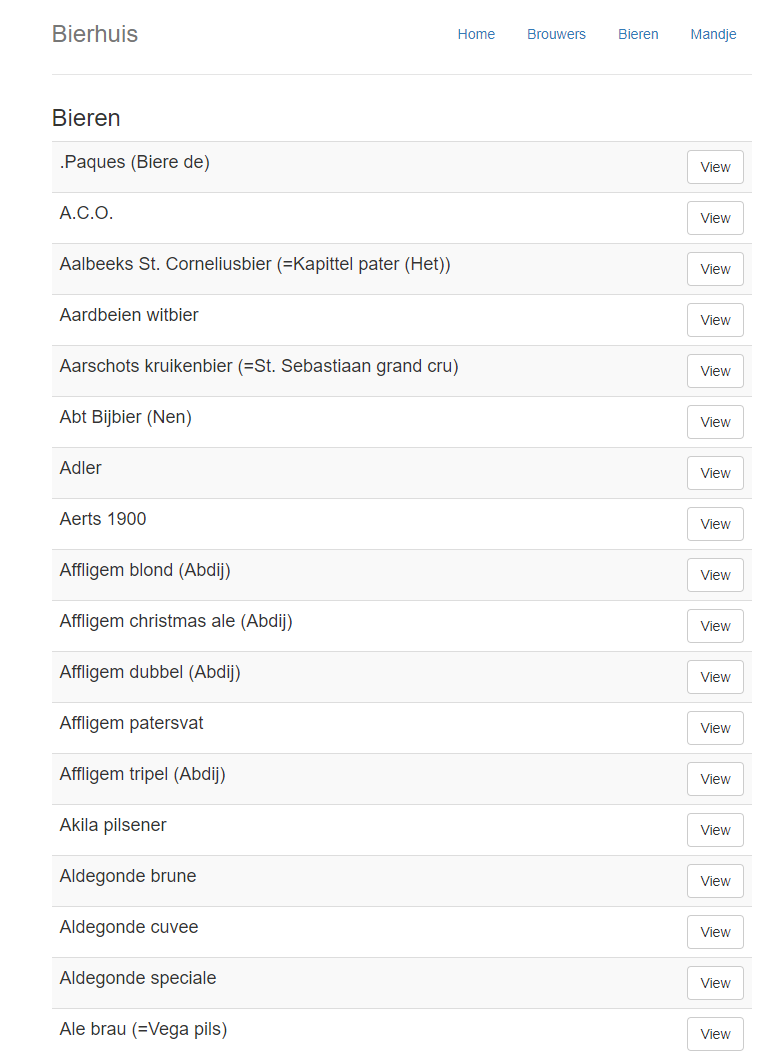 Bierhuis Home Brouwers Bieren Mandje
Bieren
.Paques (Biere de) View
A.C.O. View
Aalbeeks St. Corneliusbier (=Kapittel pater (Het)) View
Aardbeien witbier View
Aarschots kruikenbier (=St. Sebastiaan grand cru) View
Abt Bijbier (Nen) View
Adler View
Aerts 1900 View
Affligem blond (Abdij) View
Affligem christmas ale (Abdij) View
Affligem dubbel (Abdij) View
Affligem patersvat View
Affligem tripel (Abdij) View
Akila pilsener View
Aldegonde brune View
Aldegonde cuvee View
Aldegonde speciale View
Ale brau (=Vega pils) View